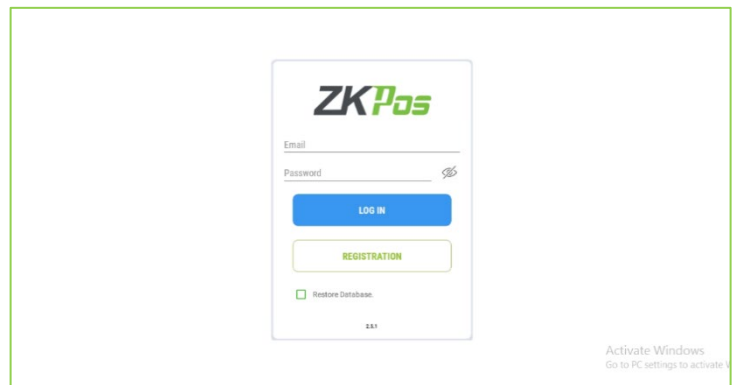 ZKPos
Email
Password
LOG IN
REGISTRATION
Restore Database.
2.5.1
Activate Windows
Go to PC settings to activate